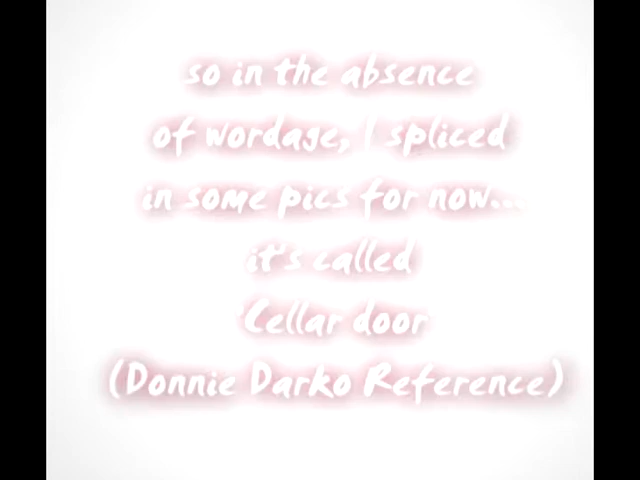 so in the absence
of wordage, I spliced
in some pics for now...
it's called
"Cellar door"
(Donnie Darko Reference)